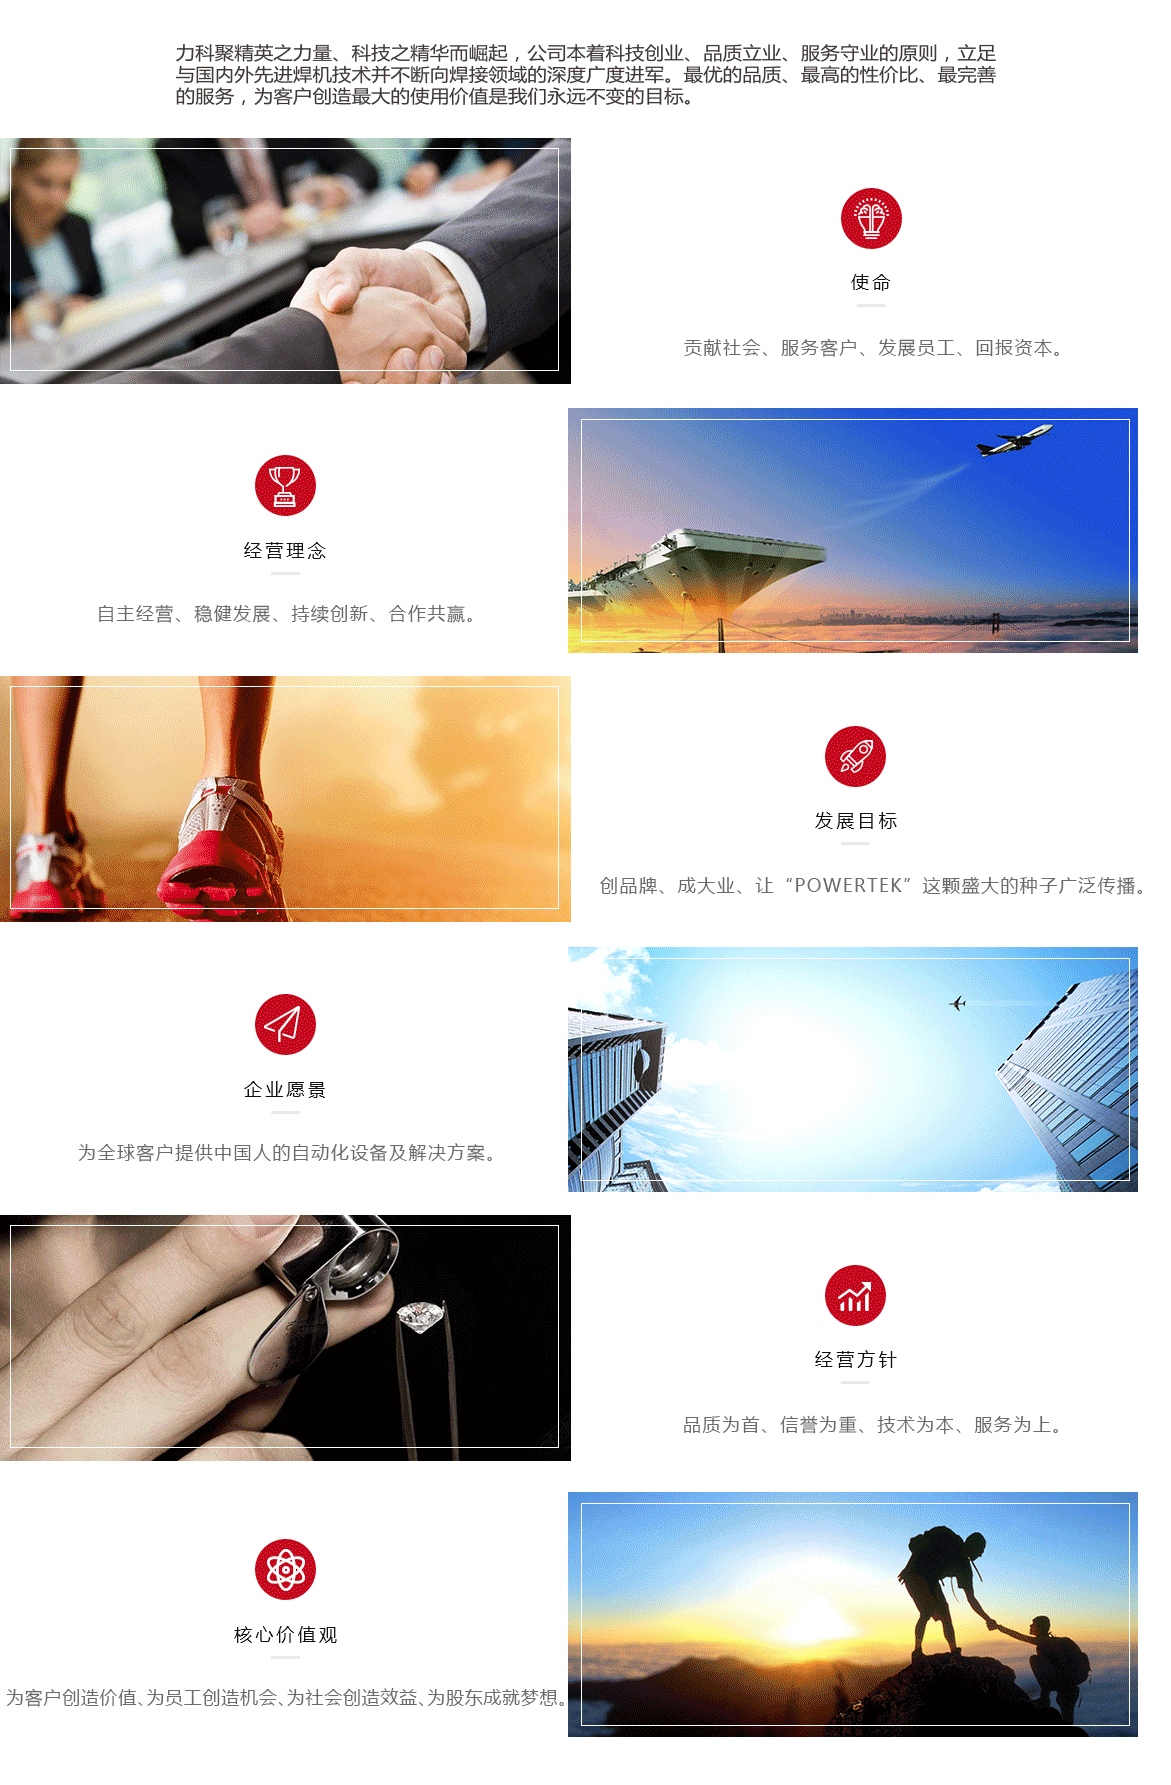 力科聚精英之力量、科技之精华而崛起，公司本着科技创业、品质立业、服务守业的原则，立足
与国内外先进焊机技术并不断向焊接领域的深度广度进军。最优的品质、最高的性价比、最完善
的服务，为客户创造最大的使用价值是我们永远不变的目标。
使命
贡献社会、服务客户、发展员工、回报资本。
经营理念
自主经营、稳健发展、持续创新、合作共赢。
发展目标
创品牌、成大业、让“POWERTEK”这颗盛大的种子广泛传播。
企业愿景
为全球客户提供中国人的自动化设备及解决方案。
经营方针
品质为首、信誉为重、技术为本、服务为上。
核心价值观
为客户创造价值、为员工创造机会、为社会创造效益、为股东成就梦想。